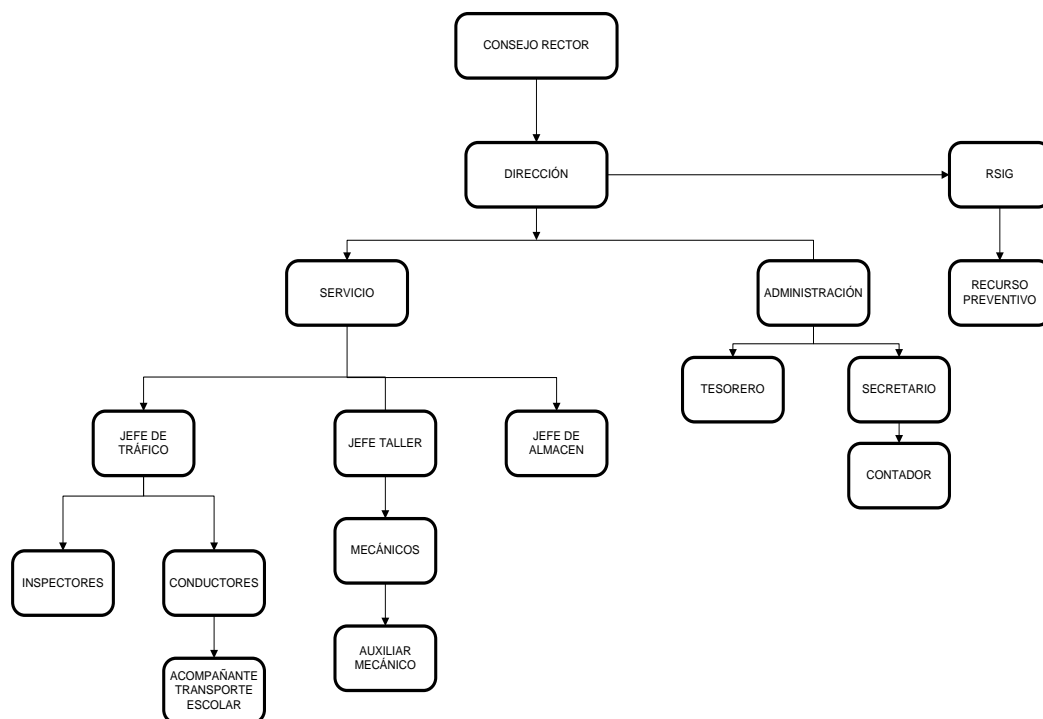 CONSEJO RECTOR
DIRECCIÓN
RSIG
SERVICIO
ADMINISTRACIÓN
RECURSO
PREVENTIVO
TESORERO
SECRETARIO
JEFE DE
TRÁFICO
JEFE TALLER
JEFE DE
ALMACEN
CONTADOR
INSPECTORES
CONDUCTORES
MECÁNICOS
ACOMPAÑANTE
TRANSPORTE
ESCOLAR
AUXILIAR
MECÁNICO